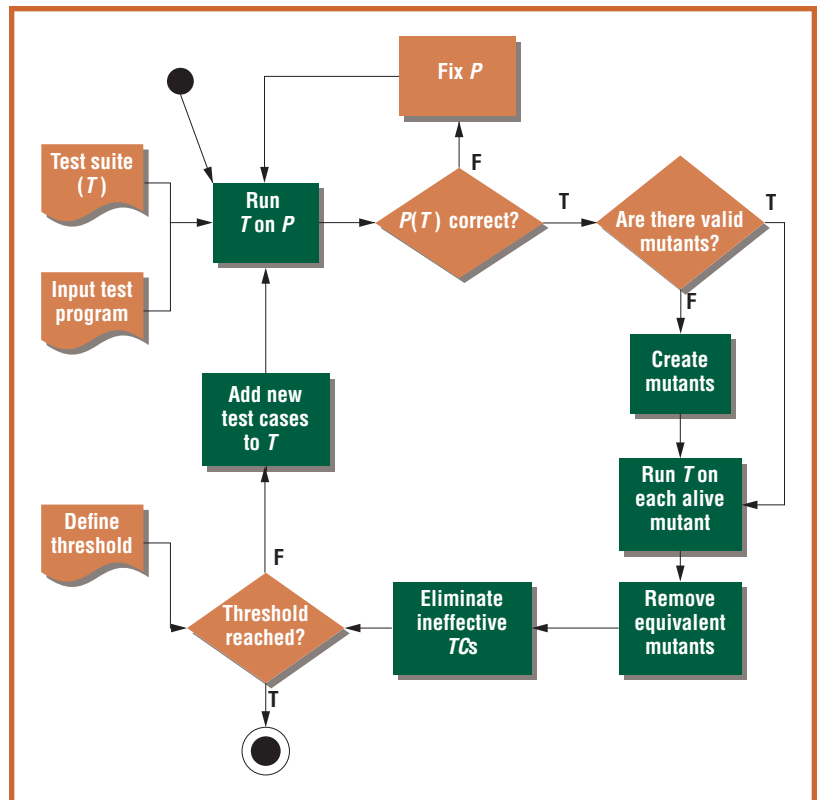 Fix P
Test suite
(T)
Run
T on P
F
P(T) correct?
T
Are there valid
mutants?
T
Input test
program
F
Create
mutants
Add new
test cases
to T
Run T on
each alive
mutant
Define
threshold
F
Threshold
reached?
Eliminate
ineffective
TCs
Remove
equivalent
mutants
T